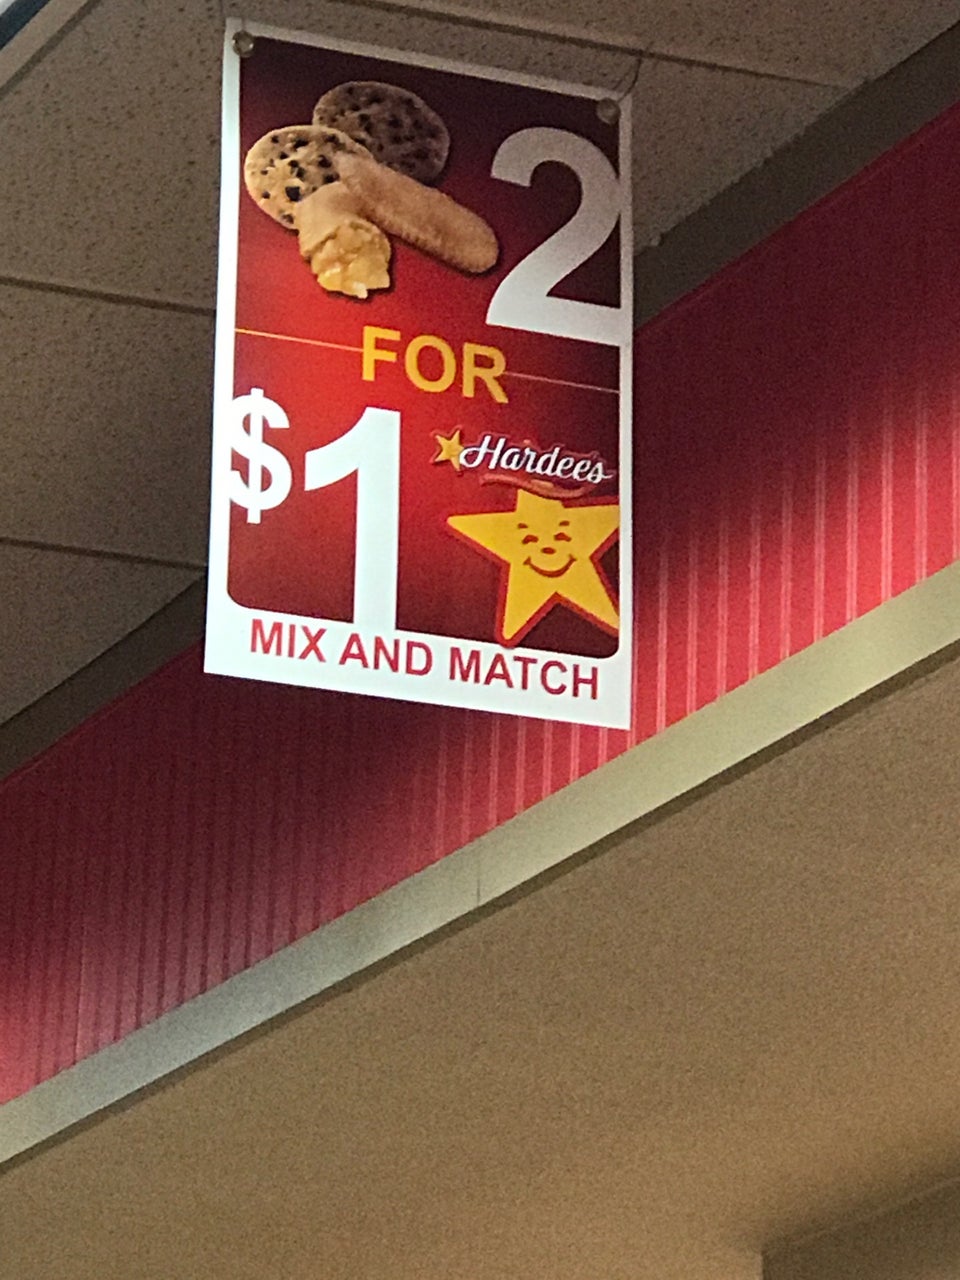 2
FOR
$1
Hardee's
MIX AND MATCH